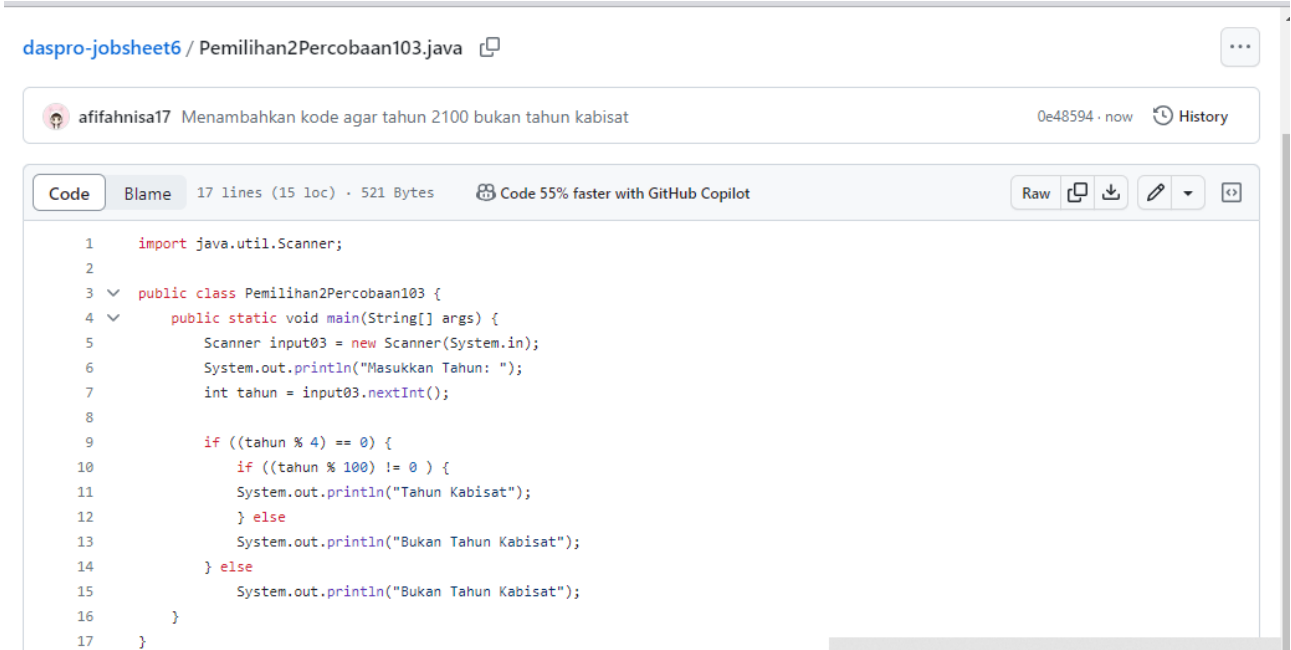 daspro-jobsheet6 / Pemilihan2Percobaan103.java
afifahnisa17 Menambahkan kode agar tahun 2100 bukan tahun kabisat 0e48594 · now History
Code Blame 17 lines (15 loc) · 521 Bytes Code 55% faster with GitHub Copilot Raw
1 import java.util.Scanner;
2
3 public class Pemilihan2Percobaan103 {
4 public static void main(String[] args) {
5 Scanner input03 = new Scanner(System.in);
6 System.out.println("Masukkan Tahun: ");
7 int tahun = input03.nextInt();
8
9 if ((tahun % 4) == 0) {
10 if ((tahun % 100) != 0 ) {
11 System.out.println("Tahun Kabisat");
12 } else
13 System.out.println("Bukan Tahun Kabisat");
14 } else
15 System.out.println("Bukan Tahun Kabisat");
16 }
17 }